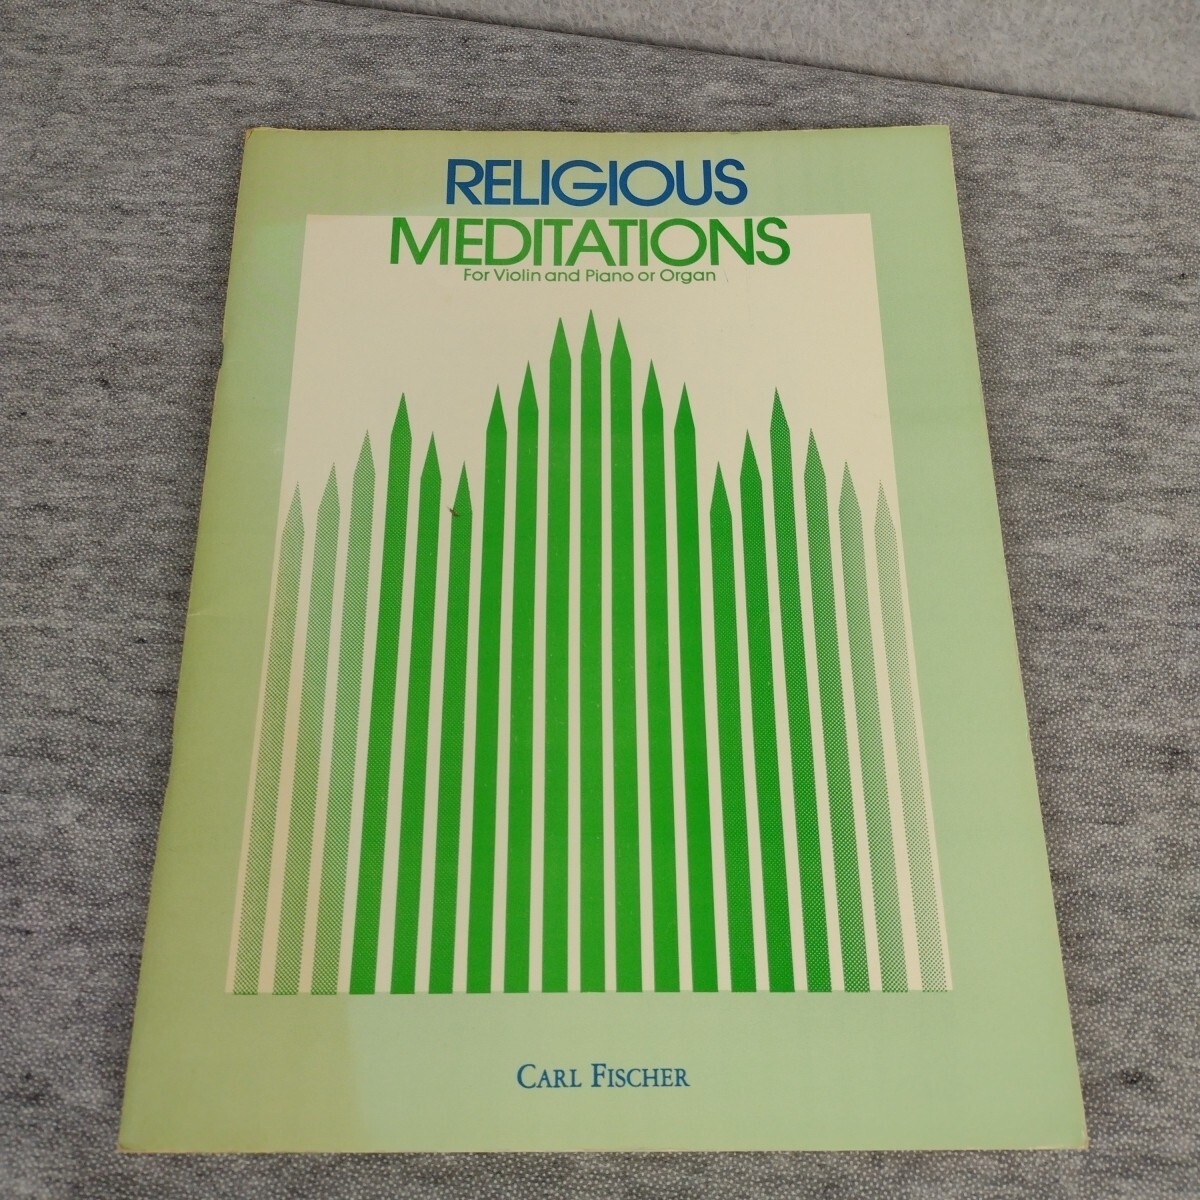 RELIGIOUS
MEDITATIONS
For Violin and Piano or Organ
CARL FISCHER